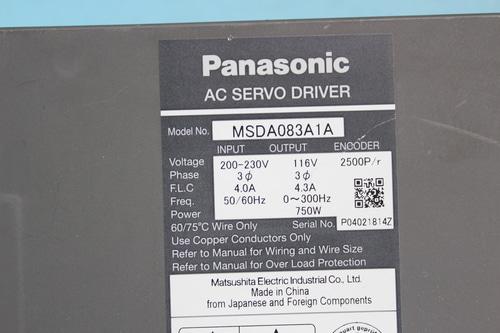 Panasonic
AC SERVO DRIVER
Model No. MSDA083A1A
INPUT OUTPUT ENCODER
Voltage 200-230V 116V 2500P/r
Phase 3ϕ 3ϕ
F.L.C 4.0A 4.3A
Freq. 50/60Hz 0~300Hz
Power 750W
60/75°C Wire Only Serial No. P04021814Z
Use Copper Conductors Only
Refer to Manual for Wiring and Wire Size
Refer to Manual for Over Load Protection
Matsushita Electric Industrial Co., Ltd.
Made in China
from Japanese and Foreign Components